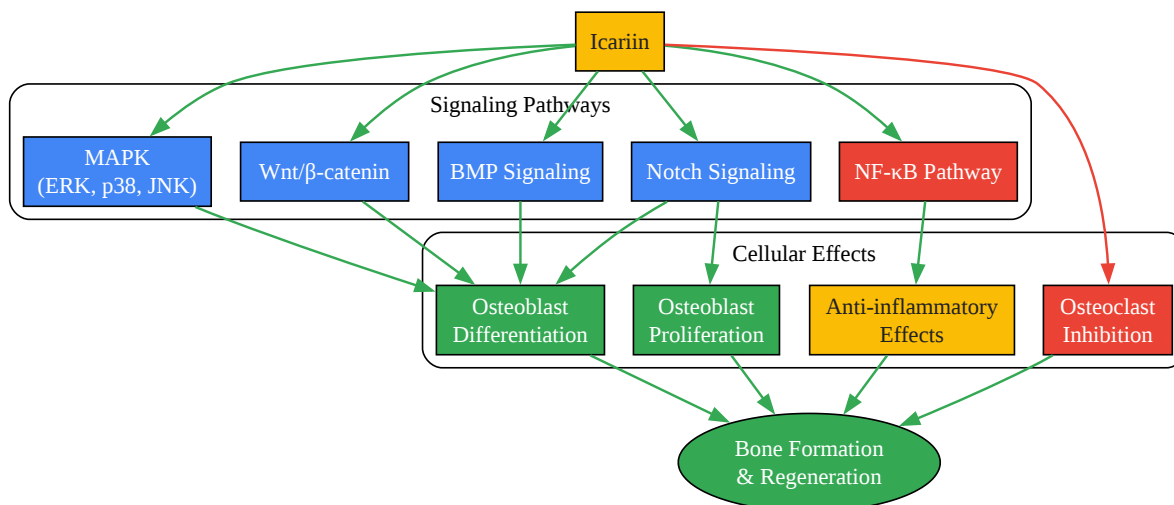 Icariin
Signaling Pathways
MAPK
(ERK, p38, JNK)
Wnt/β-catenin
BMP Signaling
Notch Signaling
NF-κB Pathway
Cellular Effects
Osteoblast
Differentiation
Osteoblast
Proliferation
Anti-inflammatory
Effects
Osteoclast
Inhibition
Bone Formation
& Regeneration